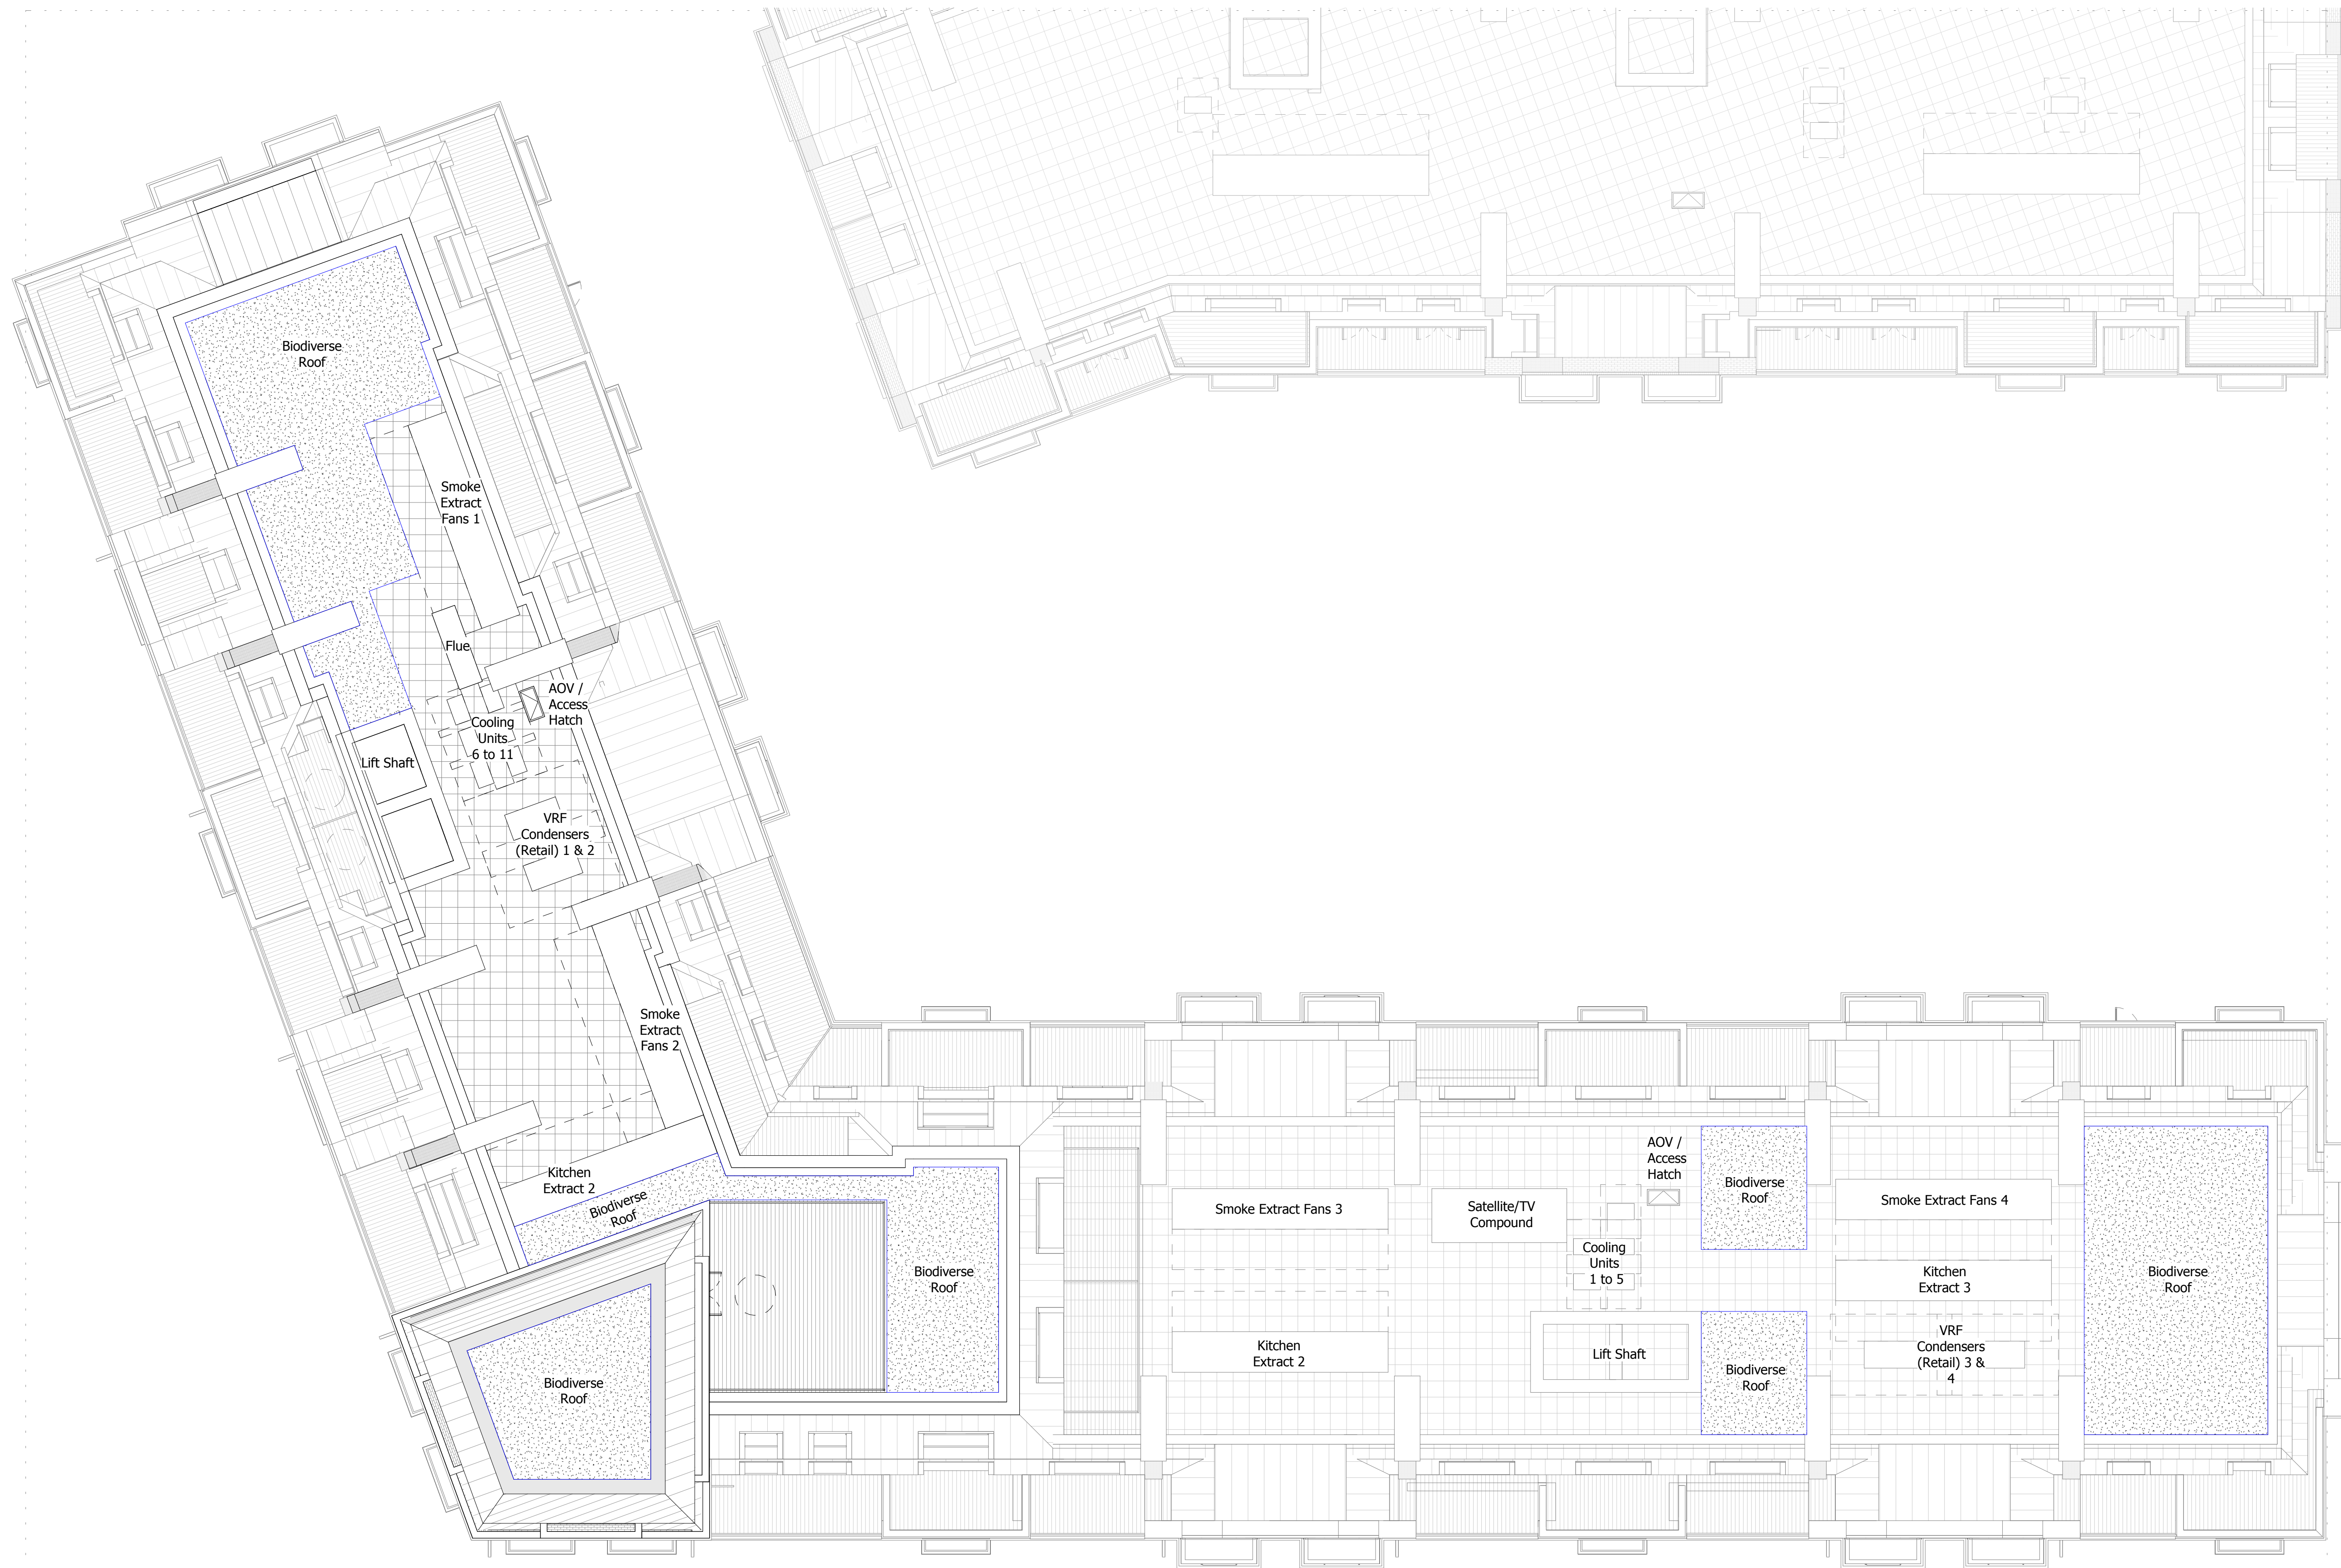 Biodiverse
Roof
Smoke
Extract
Fans 1
Flue
AOV /
Access
Hatch
Cooling
Units
6 to 11
Lift Shaft
VRF
Condensers
(Retail) 1 & 2
Smoke
Extract
Fans 2
Kitchen
Extract 2
Biodiverse
Roof
Biodiverse
Roof
Biodiverse
Roof
Smoke Extract Fans 3
Kitchen
Extract 2
Satellite/TV
Compound
Cooling
Units
1 to 5
AOV /
Access
Hatch
Lift Shaft
Biodiverse
Roof
Biodiverse
Roof
Smoke Extract Fans 4
Kitchen
Extract 3
VRF
Condensers
(Retail) 3 &
4
Biodiverse
Roof